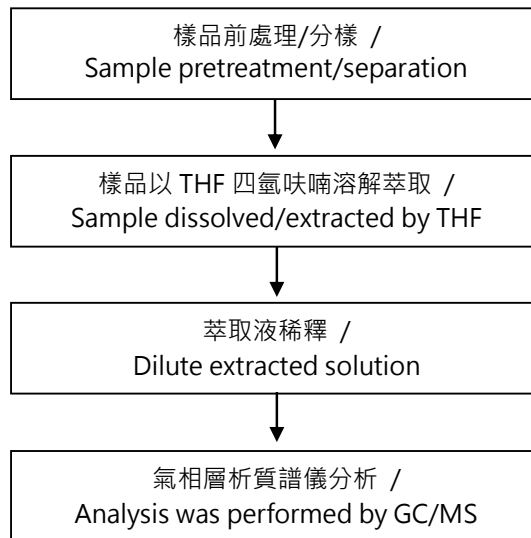 樣品前處理/分樣 /
Sample pretreatment/separation
樣品以 THF 四氫呋喃溶解萃取 /
Sample dissolved/extracted by THF
萃取液稀釋 /
Dilute extracted solution
氣相層析質譜儀分析 /
Analysis was performed by GC/MS